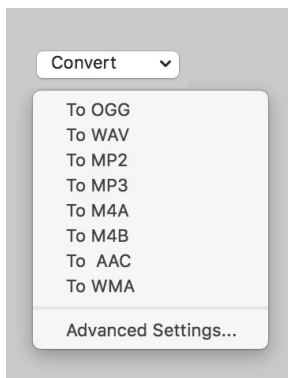 Convert
To OGG
To WAV
To MP2
To MP3
To M4A
To M4B
To  AAC
To WMA
Advanced Settings...